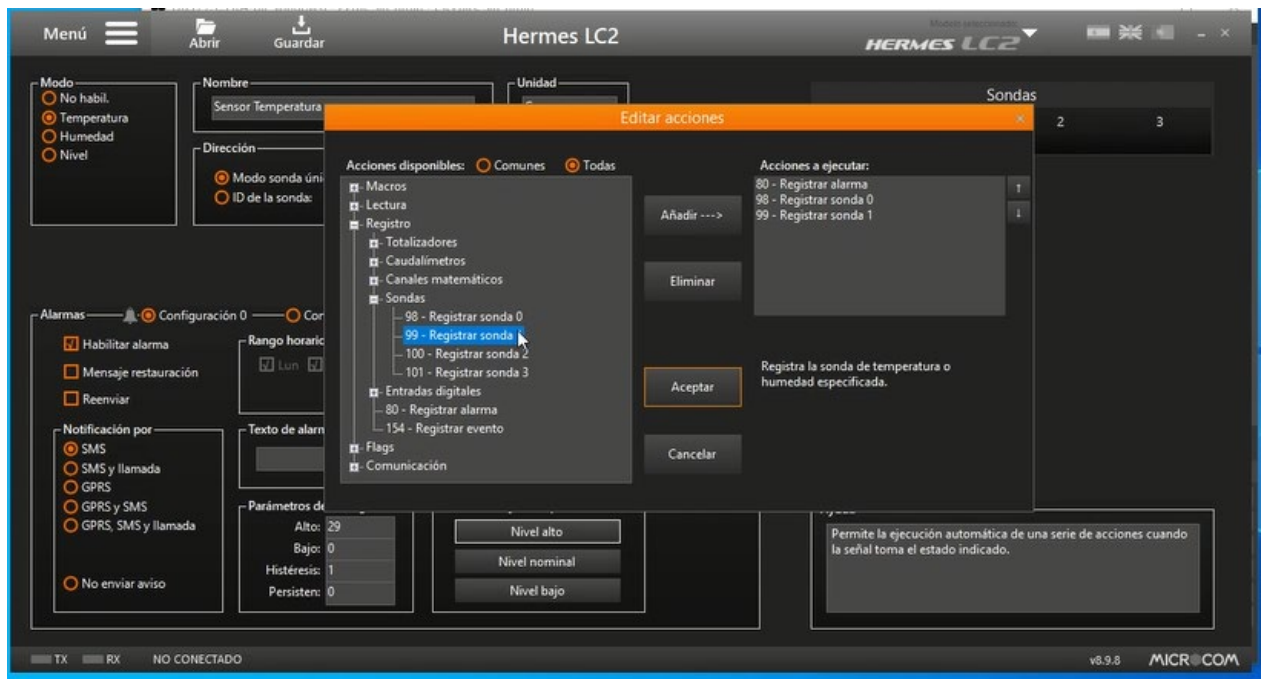 Menú
Abrir
Guardar
Hermes LC2
HERMES LC2
Modo
No habil.
Temperatura
Humedad
Nivel
Nombre
Sensor Temperatura
Unidad
Dirección
Modo sonda úni
ID de la sonda:
Sondas
2 3
Editar acciones
Acciones disponibles: Comunes Todas
Macros
Lectura
Registro
Totalizadores
Caudalímetros
Canales matemáticos
Sondas
98 - Registrar sonda 0
99 - Registrar sonda
100 - Registrar sonda 2
101 - Registrar sonda 3
Entradas digitales
80 - Registrar alarma
154 - Registrar evento
Flags
Comunicación
Añadir --->
Eliminar
Aceptar
Cancelar
Acciones a ejecutar:
80 - Registrar alarma
98 - Registrar sonda 0
99 - Registrar sonda 1
Registra la sonda de temperatura o
humedad especificada.
Alarmas Configuración 0 Cor
Habilitar alarma
Mensaje restauración
Reenviar
Rango horaric
Lun
Notificación por
SMS
SMS y llamada
GPRS
GPRS y SMS
GPRS, SMS y llamada
No enviar aviso
Texto de alarn
Parámetros de
Alto: 29
Bajo: 0
Histéresis: 1
Persisten: 0
Nivel alto
Nivel nominal
Nivel bajo
Permite la ejecución automática de una serie de acciones cuando
la señal toma el estado indicado.
TX RX NO CONECTADO
v8.9.8 MICROCOM